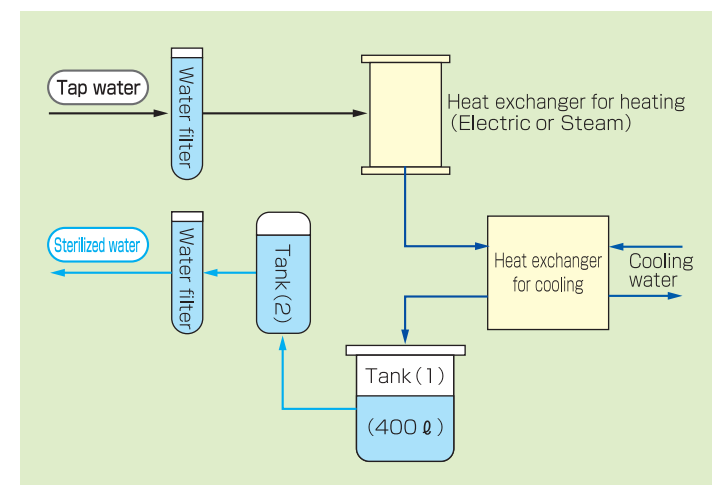 Tap water
Water filter
Heat exchanger for heating
(Electric or Steam)
Sterilized water
Water filter
Tank(2)
Heat exchanger
for cooling
Cooling
water
Tank(1)
(400ℓ)